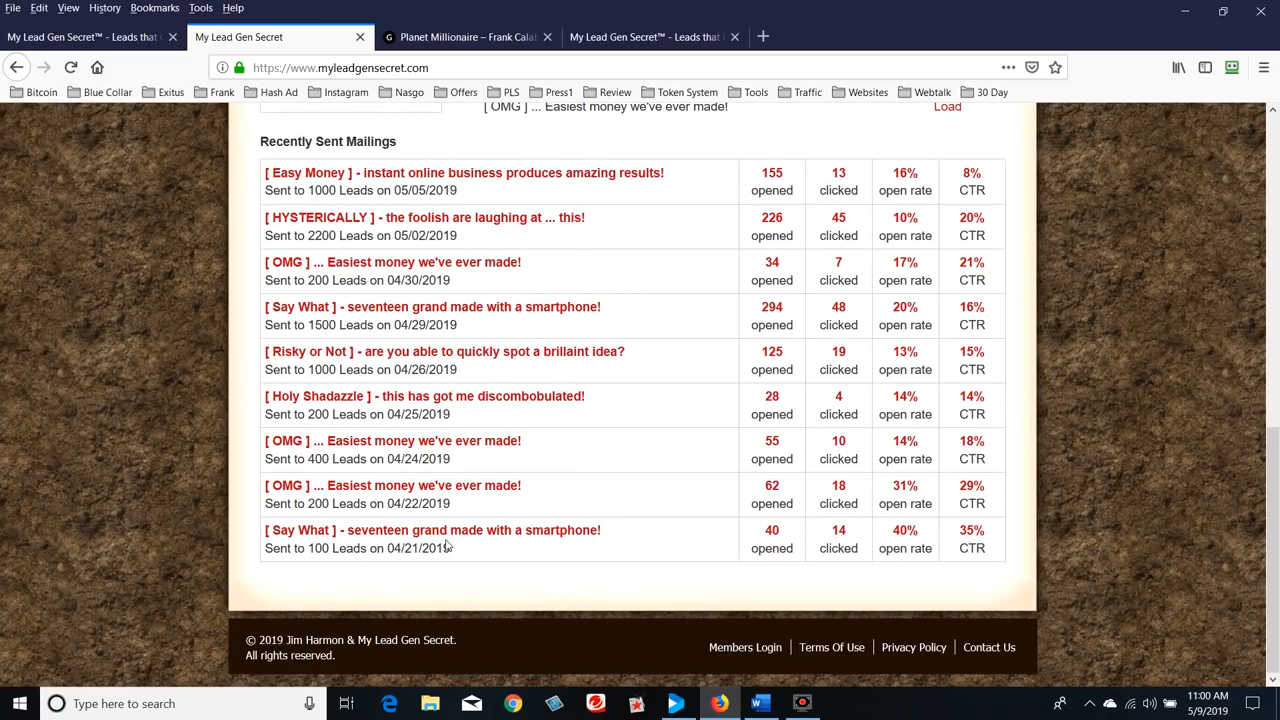 File Edit View History Bookmarks Tools Help
My Lead Gen Secret™ - Leads that
My Lead Gen Secret
Planet Millionaire – Frank Calab
My Lead Gen Secret™ - Leads that
https://www.myleadgensecret.com
Bitcoin Blue Collar Exitus Frank Hash Ad Instagram Nasgo Offers PLS Press1 Review Token System Tools Traffic Websites Webtalk 30 Day
[ OMG ] ... Easiest money we've ever made! Load
Recently Sent Mailings
[ Easy Money ] - instant online business produces amazing results! 155 13 16% 8%
Sent to 1000 Leads on 05/05/2019 opened clicked open rate CTR
[ HYSTERICALLY ] - the foolish are laughing at ... this! 226 45 10% 20%
Sent to 2200 Leads on 05/02/2019 opened clicked open rate CTR
[ OMG ] ... Easiest money we've ever made! 34 7 17% 21%
Sent to 200 Leads on 04/30/2019 opened clicked open rate CTR
[ Say What ] - seventeen grand made with a smartphone! 294 48 20% 16%
Sent to 1500 Leads on 04/29/2019 opened clicked open rate CTR
[ Risky or Not ] - are you able to quickly spot a brillaint idea? 125 19 13% 15%
Sent to 1000 Leads on 04/26/2019 opened clicked open rate CTR
[ Holy Shadazzle ] - this has got me discombobulated! 28 4 14% 14%
Sent to 200 Leads on 04/25/2019 opened clicked open rate CTR
[ OMG ] ... Easiest money we've ever made! 55 10 14% 18%
Sent to 400 Leads on 04/24/2019 opened clicked open rate CTR
[ OMG ] ... Easiest money we've ever made! 62 18 31% 29%
Sent to 200 Leads on 04/22/2019 opened clicked open rate CTR
[ Say What ] - seventeen grand made with a smartphone! 40 14 40% 35%
Sent to 100 Leads on 04/21/2019 opened clicked open rate CTR
© 2019 Jim Harmon & My Lead Gen Secret.
All rights reserved.
Members Login Terms Of Use Privacy Policy Contact Us
Type here to search
11:00 AM
5/9/2019